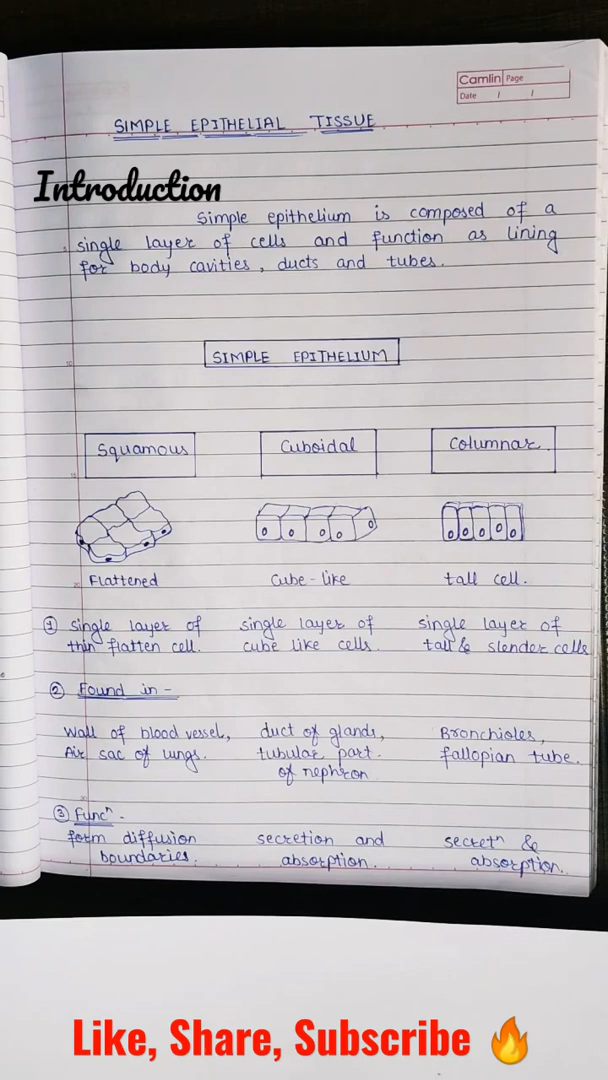 Camlin Page
Date / /
SIMPLE EPITHELIAL TISSUE
Introduction
Simple epithelium is composed of a
single layer of cells and function as lining
for body cavities, ducts and tubes.
SIMPLE EPITHELIUM
Squamous Cuboidal Columnar
Flattened Cube-like tall cell.
① single layer of single layer of single layer of
thin flatten cell. cube like cells. tall & slender cells
② Found in -
Wall of blood vessel, duct of glands, Bronchioles,
Air sac of lungs. tubular part. fallopian tube.
of nephron
③ Funcⁿ -
form diffusion secretion and secretⁿ &
boundaries. absorption. absorption.
Like, Share, Subscribe 🔥